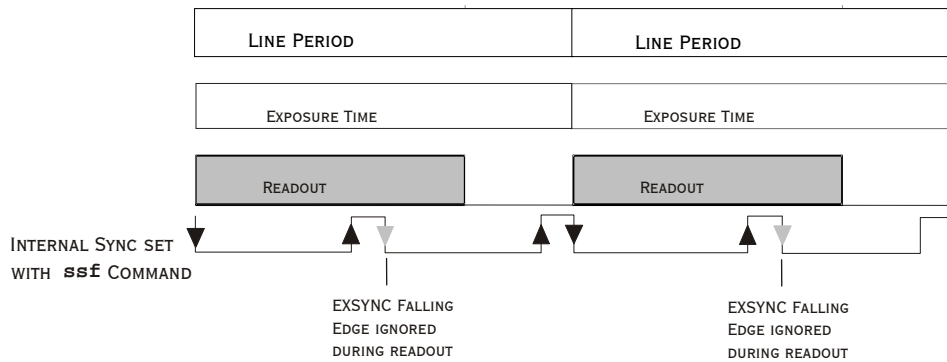 LINE PERIOD LINE PERIOD
EXPOSURE TIME EXPOSURE TIME
READOUT READOUT
INTERNAL SYNC SET
WITH ssf COMMAND
EXSYNC FALLING
EDGE IGNORED
DURING READOUT
EXSYNC FALLING
EDGE IGNORED
DURING READOUT